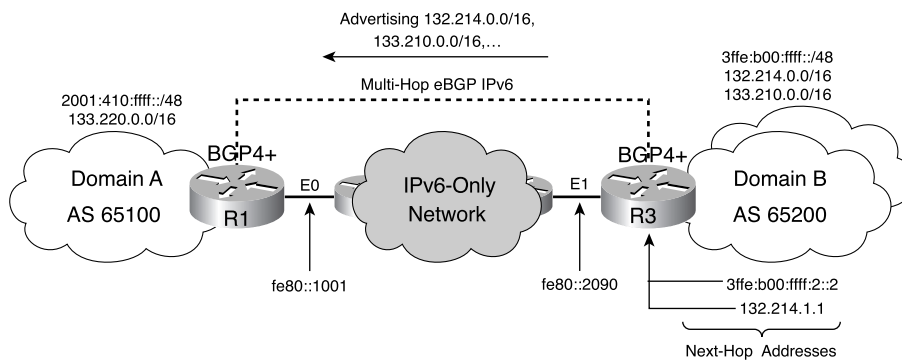 Advertising 132.214.0.0/16,
133.210.0.0/16,...
Multi-Hop eBGP IPv6
2001:410:ffff::/48
133.220.0.0/16
3ffe:b00:ffff::/48
132.214.0.0/16
133.210.0.0/16
BGP4+
BGP4+
Domain A
AS 65100
R1
E0
IPv6-Only
Network
E1
R3
Domain B
AS 65200
fe80::1001
fe80::2090
3ffe:b00:ffff:2::2
132.214.1.1
Next-Hop Addresses